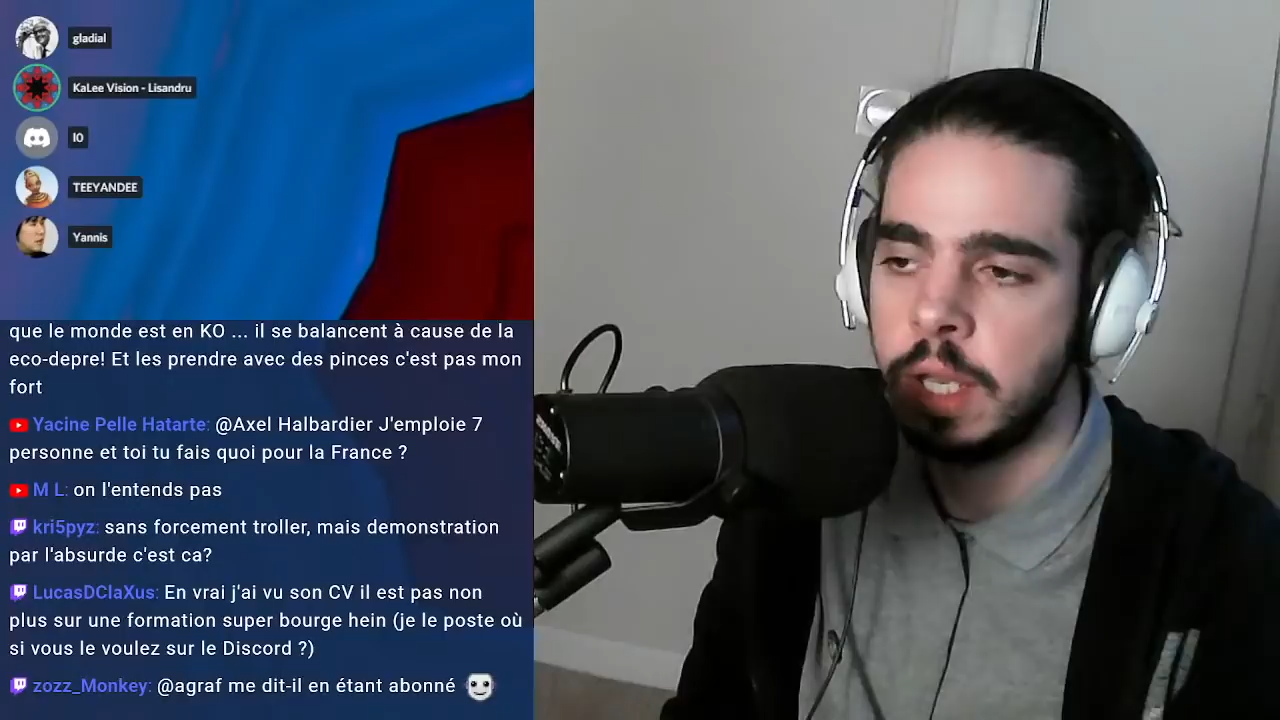 gladial
KaLee Vision - Lisandru
IO
TEEYANDEE
Yannis
que le monde est en KO ... il se balancent à cause de la
eco-depre! Et les prendre avec des pinces c'est pas mon
fort
Yacine Pelle Hatarte: @Axel Halbardier J'emploie 7
personne et toi tu fais quoi pour la France ?
M L: on l'entends pas
kri5pyz: sans forcement troller, mais demonstration
par l'absurde c'est ca?
LucasDClaXus: En vrai j'ai vu son CV il est pas non
plus sur une formation super bourge hein (je le poste où
si vous le voulez sur le Discord ?)
zozz_Monkey: @agraf me dit-il en étant abonné